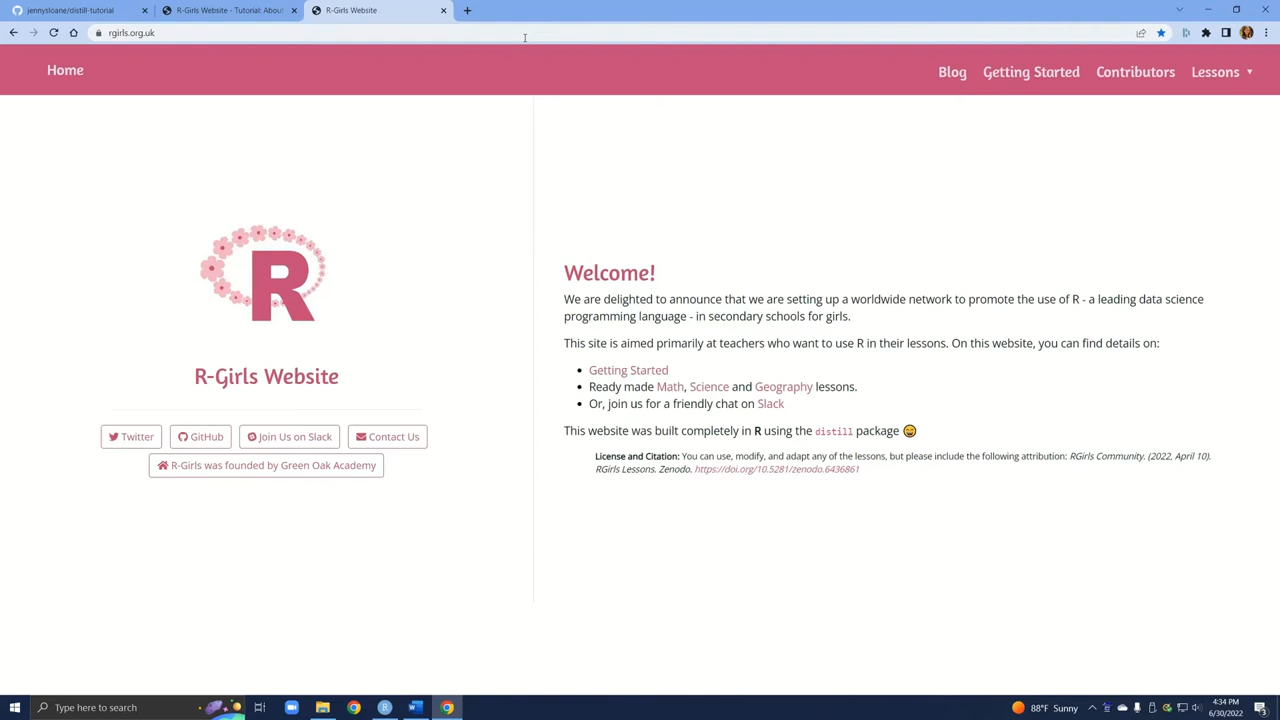 jennysloane/distill-tutorial
R-Girls Website - Tutorial: Abou
R-Girls Website
rgirls.org.uk
Home
Blog
Getting Started
Contributors
Lessons
R
R-Girls Website
Twitter
GitHub
Join Us on Slack
Contact Us
R-Girls was founded by Green Oak Academy
Welcome!
We are delighted to announce that we are setting up a worldwide network to promote the use of R - a leading data science
programming language - in secondary schools for girls.
This site is aimed primarily at teachers who want to use R in their lessons. On this website, you can find details on:
• Getting Started
• Ready made Math, Science and Geography lessons.
• Or, join us for a friendly chat on Slack
This website was built completely in R using the distill package 😄
License and Citation: You can use, modify, and adapt any of the lessons, but please include the following attribution: RGirls Community. (2022, April 10).
RGirls Lessons. Zenodo. https://doi.org/10.5281/zenodo.6436861
Type here to search
88°F Sunny
4:34 PM
6/30/2022